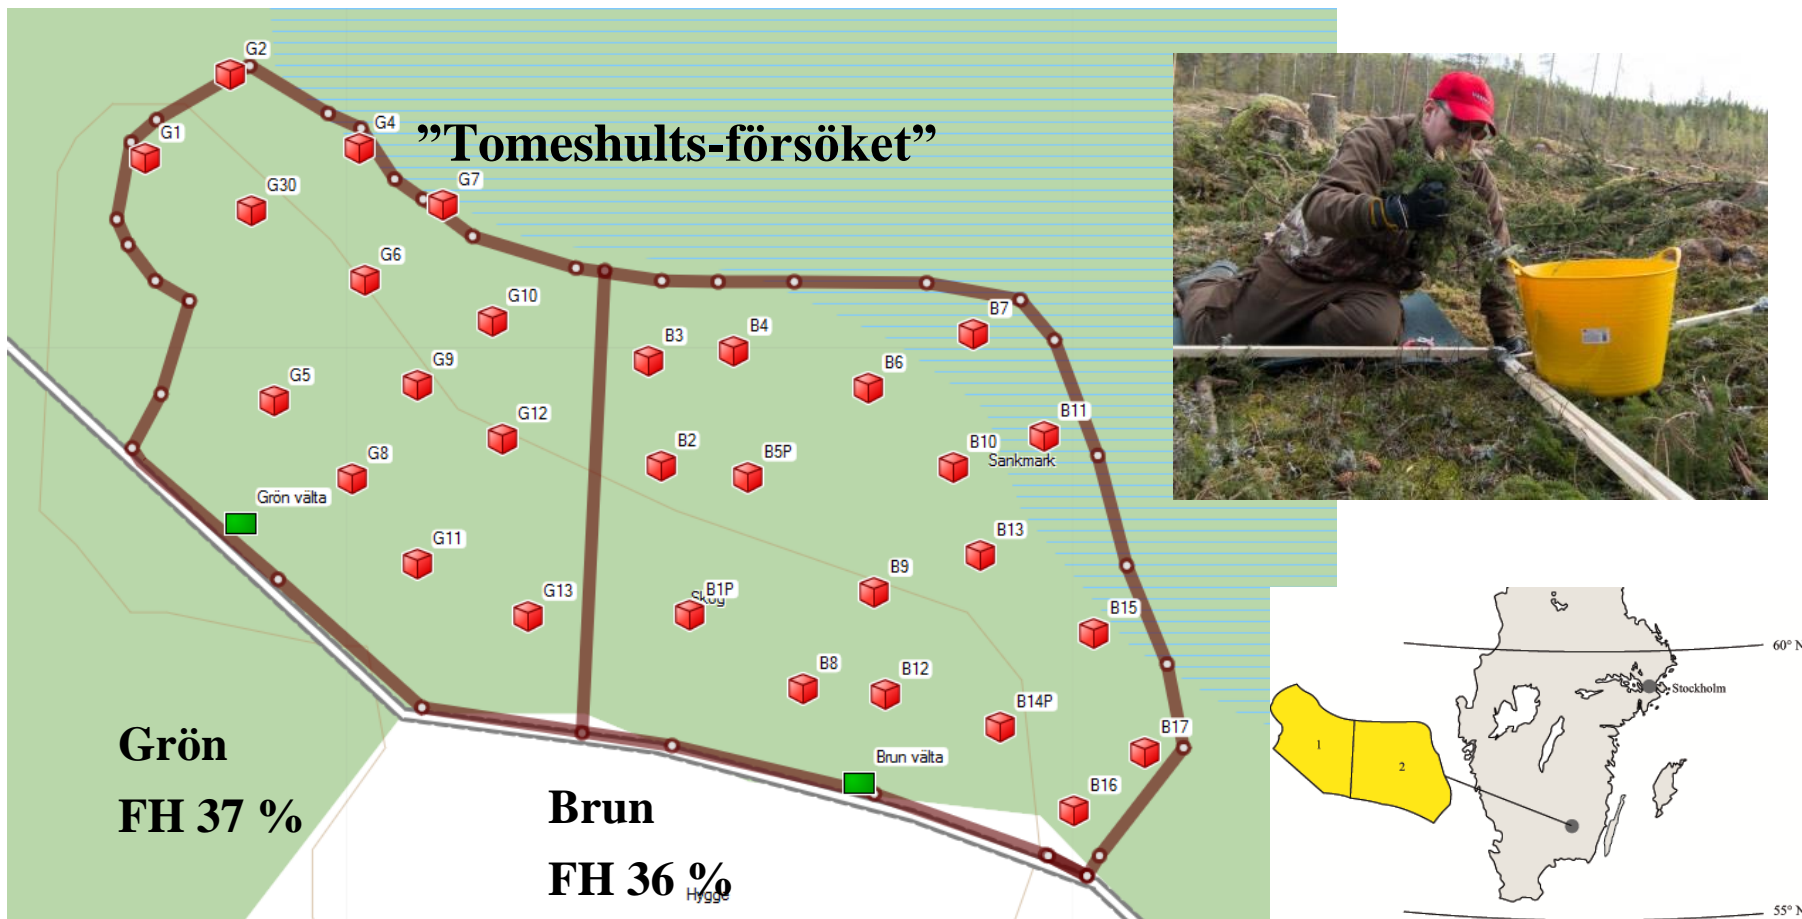 G2
G1
G4
”Tomeshults-försöket”
G7
G30
G6
G10
B7
B3
B4
B6
G9
G5
G12
B11
B2
B5P
B10
Sankmark
G8
Grön välta
G11
B13
B9
G13
B1P
Skog
B15
60° N
B8
B12
Stockholm
B14P
B17
1
2
Grön
FH 37 %
Brun välta
B16
Brun
FH 36 %
Hygge
55° N